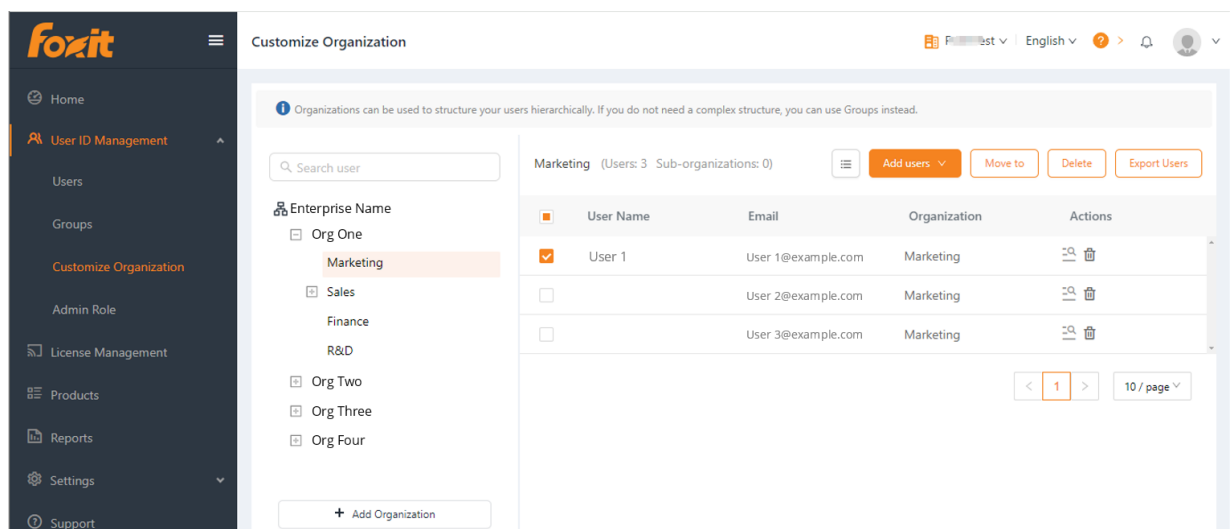 Foxit
Customize Organization
English
?
Home
User ID Management
Users
Groups
Customize Organization
Admin Role
License Management
Products
Reports
Settings
Support
Organizations can be used to structure your users hierarchically. If you do not need a complex structure, you can use Groups instead.
Search user
Enterprise Name
Org One
Marketing
Sales
Finance
R&D
Org Two
Org Three
Org Four
+ Add Organization
Marketing (Users: 3 Sub-organizations: 0)
Add users
Move to
Delete
Export Users
User Name Email Organization Actions
User 1 User 1@example.com Marketing
User 2@example.com Marketing
User 3@example.com Marketing
< 1 > 10 / page